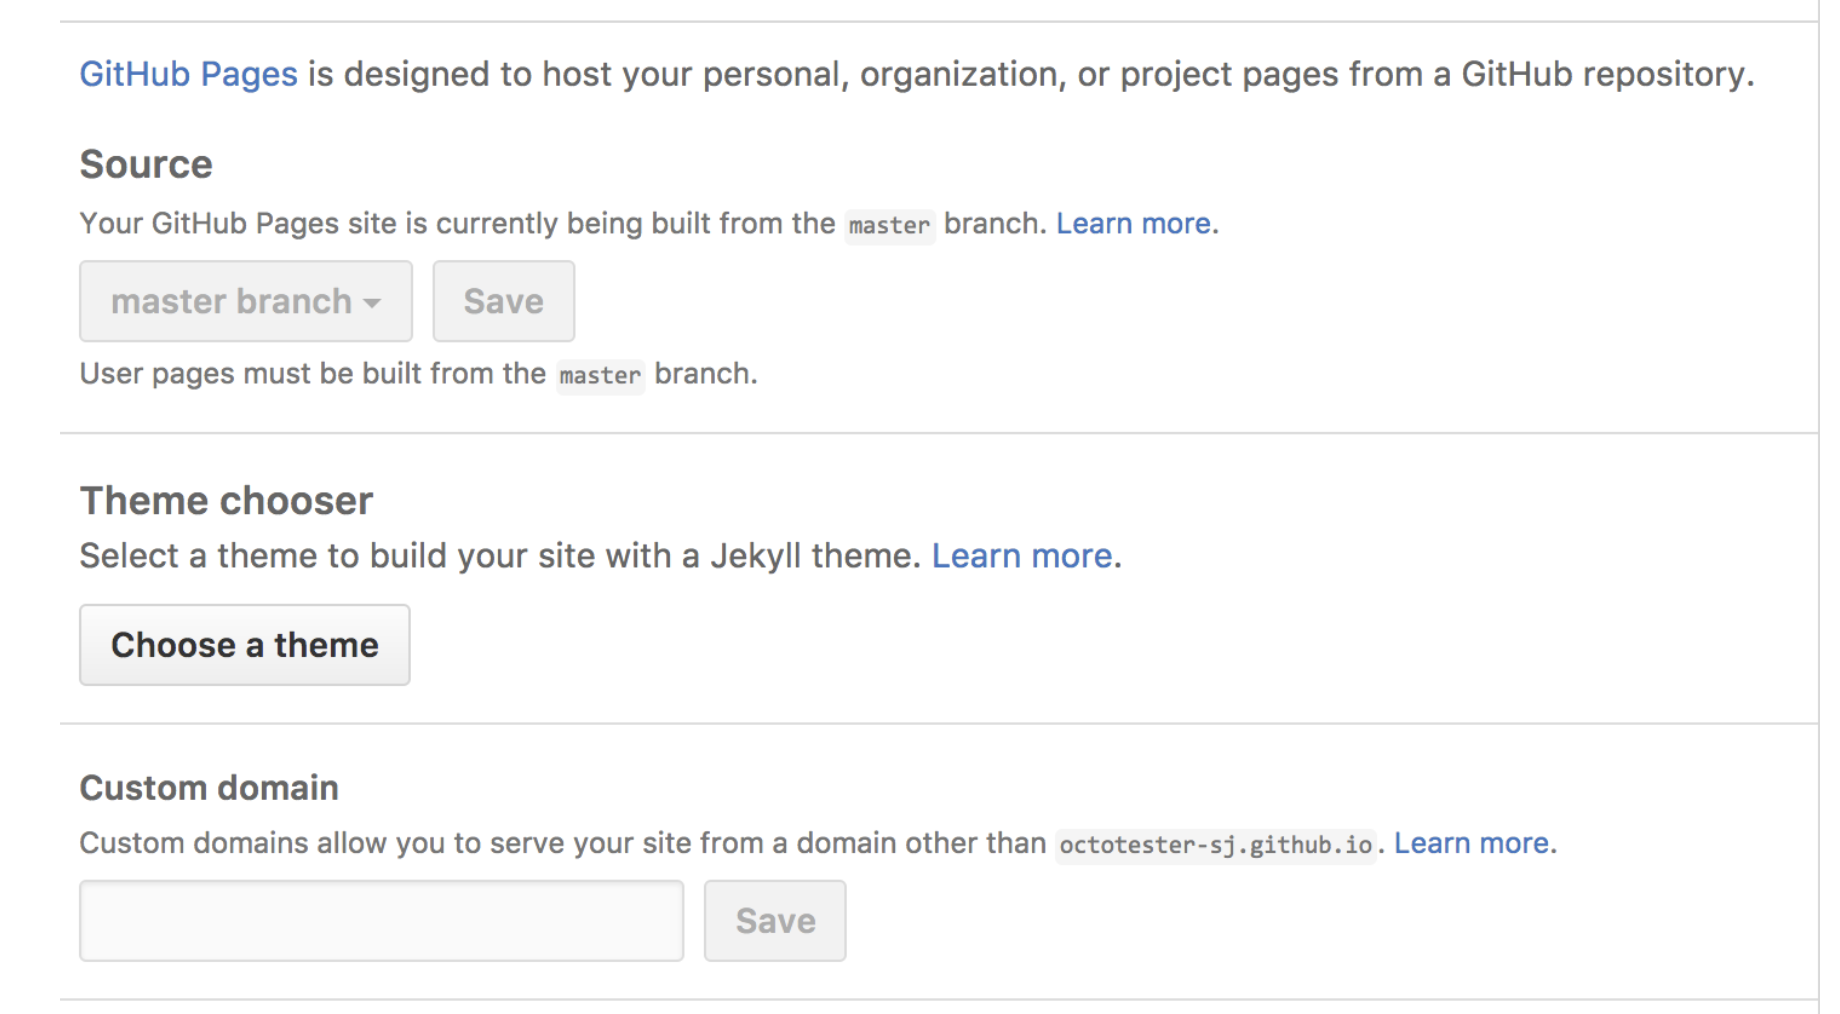 GitHub Pages is designed to host your personal, organization, or project pages from a GitHub repository.
Source
Your GitHub Pages site is currently being built from the master branch. Learn more.
master branch Save
User pages must be built from the master branch.
Theme chooser
Select a theme to build your site with a Jekyll theme. Learn more.
Choose a theme
Custom domain
Custom domains allow you to serve your site from a domain other than octotester-sj.github.io. Learn more.
Save